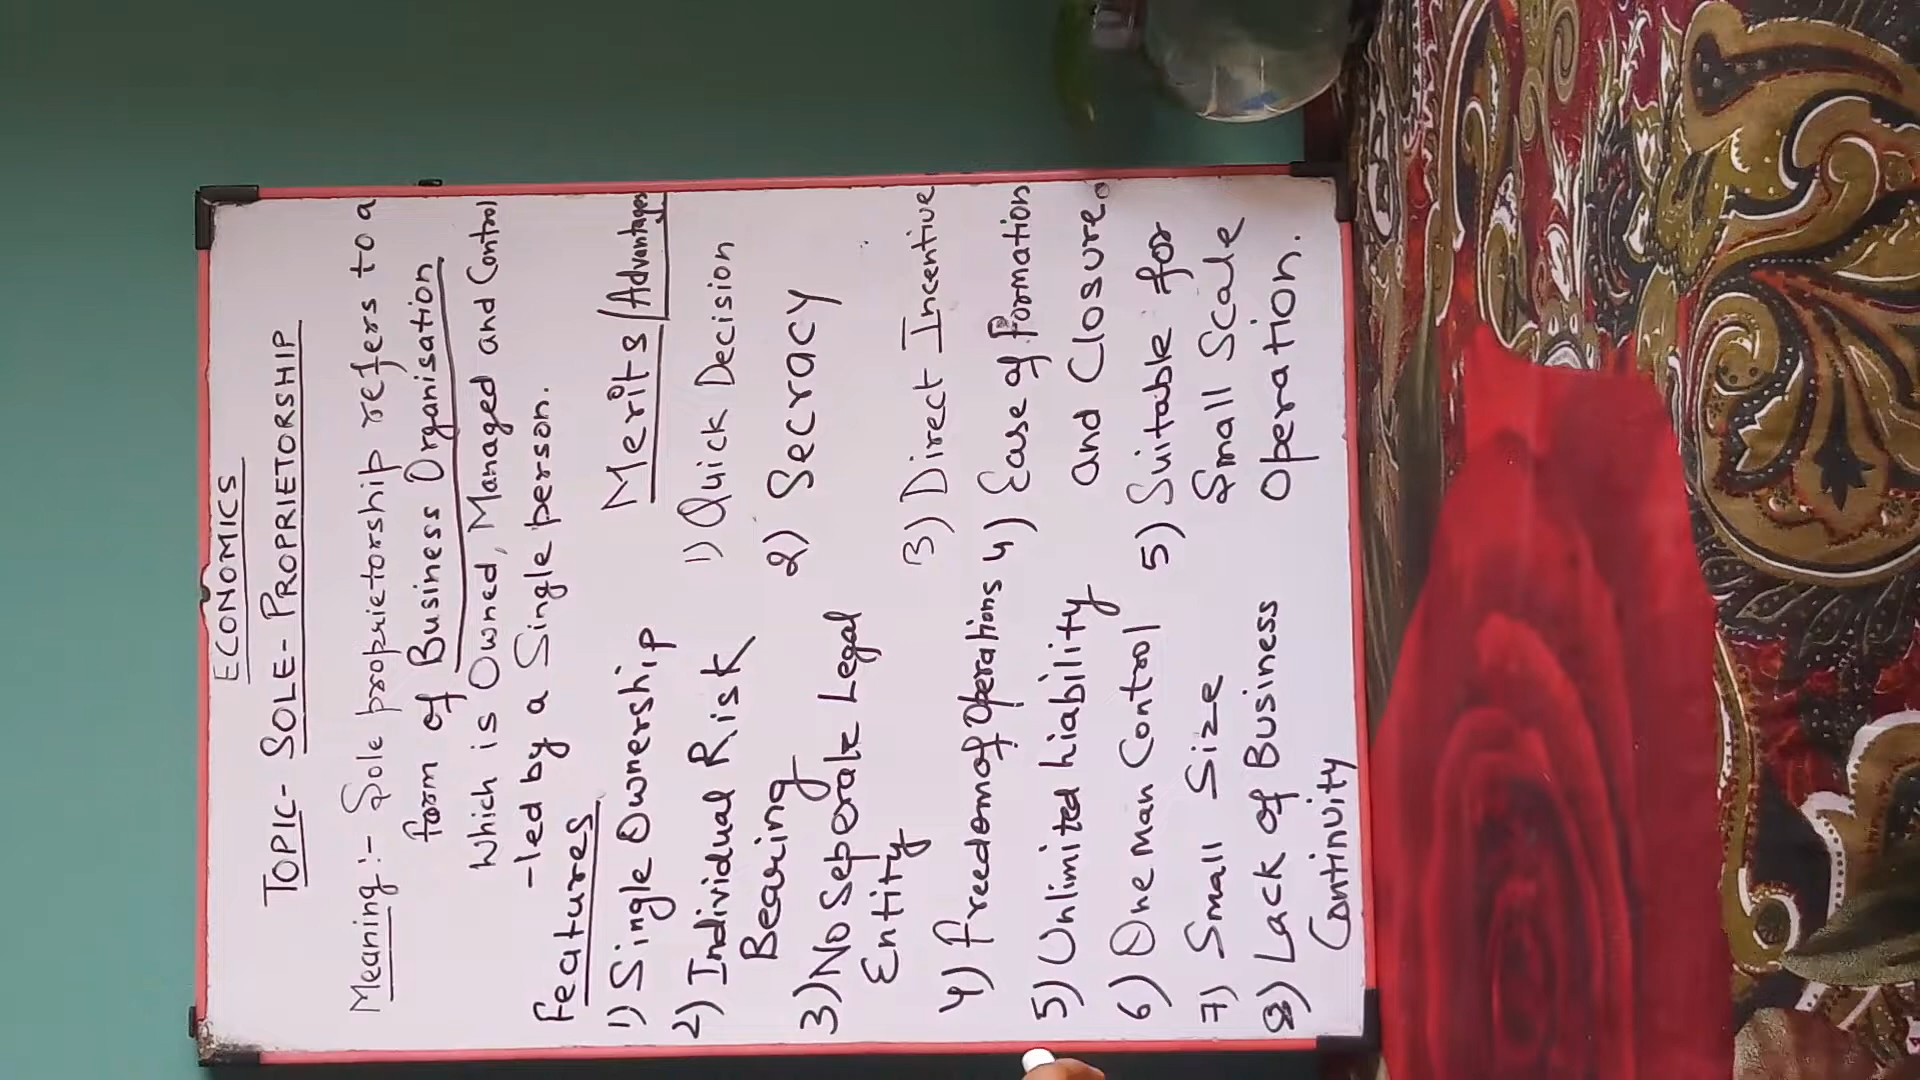 ECONOMICS
TOPIC- SOLE-PROPRIETORSHIP
Meaning:- Sole proprietorship refers to a
form of Business Organisation
which is Owned, Managed and Control
-led by a Single person.
Features
1) Single Ownership
2) Individual Risk
Bearing
3) No Seperate Legal
Entity
4) Freedom of Operations
5) Unlimited Liability
6) One man Control
7) Small Size
8) Lack of Business
Continuity
Merits/Advantages
1) Quick Decision
2) Secracy
3) Direct Incentive
4) Ease of Formation
and Closure.
5) Suitable for
Small Scale
Operation.